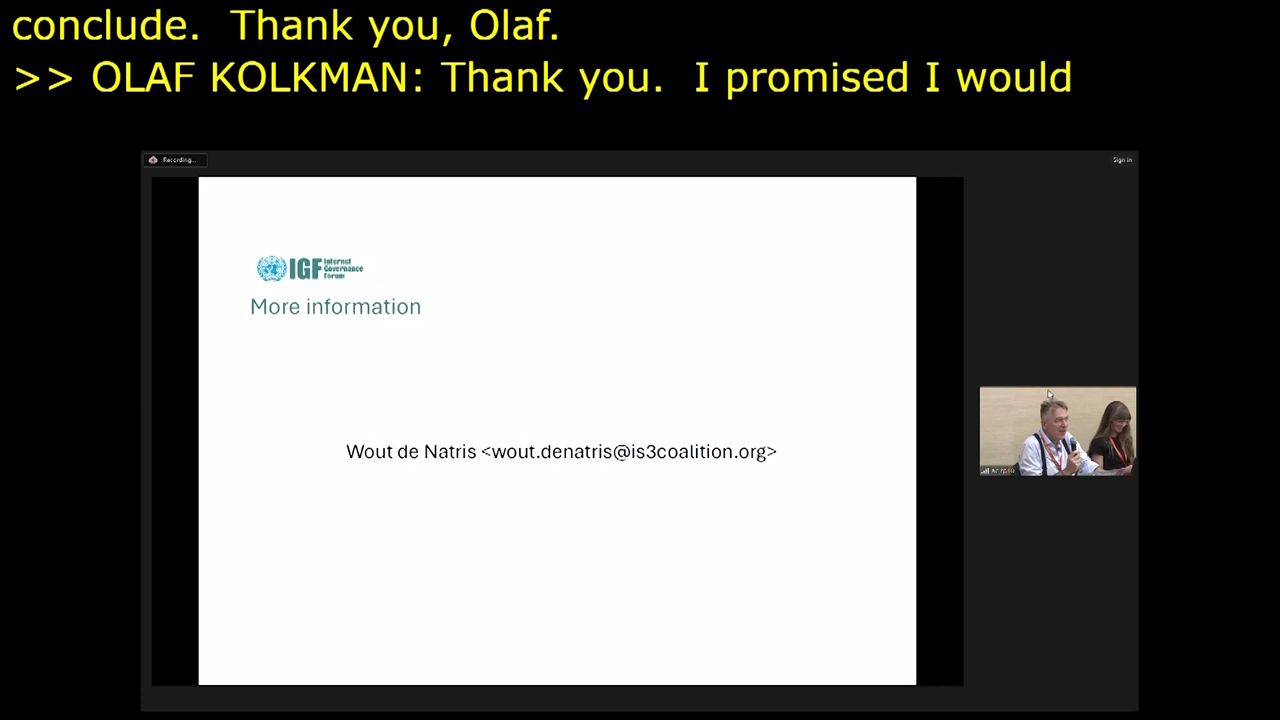 conclude.  Thank you, Olaf.
>> OLAF KOLKMAN: Thank you.  I promised I would
Recording...
Sign in
IGF Internet
Governance
Forum
More information
Wout de Natris <wout.denatris@is3coalition.org>